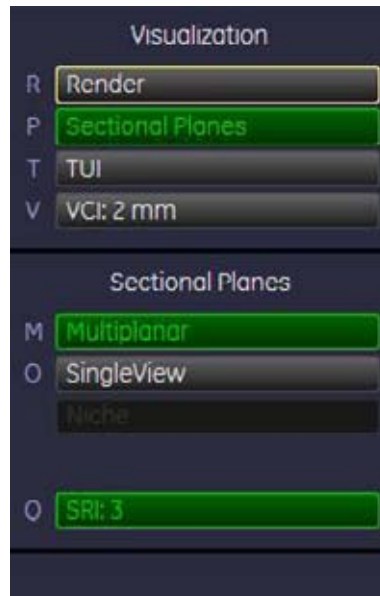 Visualization
R Render
P Sectional Planes
T TUI
V VCI: 2 mm
Sectional Planes
M Multiplanar
O SingleView
Niche
Q SRI: 3